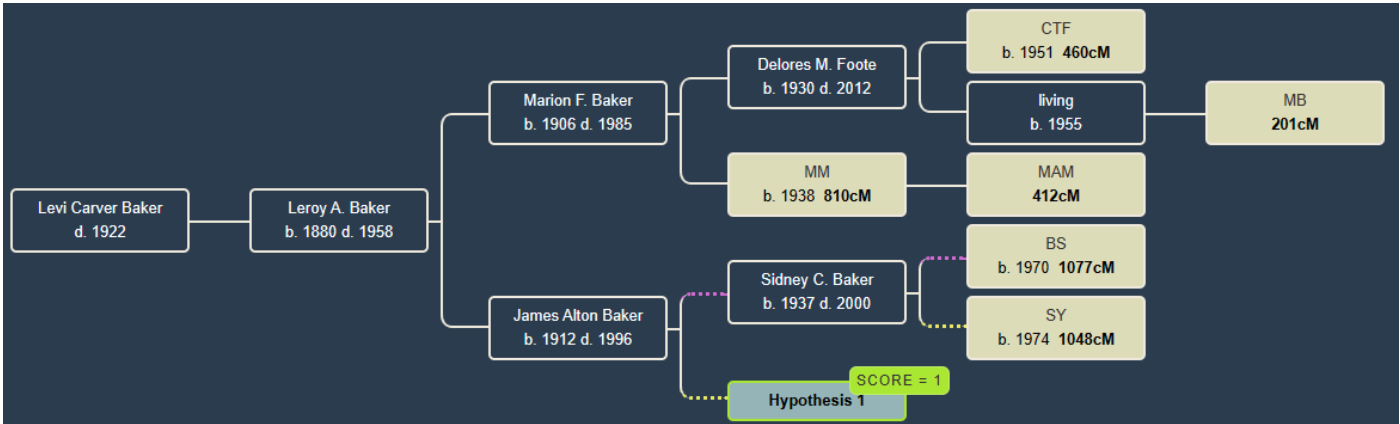 CTF
b. 1951 460cM
Delores M. Foote
b. 1930 d. 2012
Marion F. Baker
b. 1906 d. 1985
living
b. 1955
MB
201cM
MM
b. 1938 810cM
MAM
412cM
Levi Carver Baker
d. 1922
Leroy A. Baker
b. 1880 d. 1958
BS
b. 1970 1077cM
Sidney C. Baker
b. 1937 d. 2000
James Alton Baker
b. 1912 d. 1996
SY
b. 1974 1048cM
SCORE = 1
Hypothesis 1